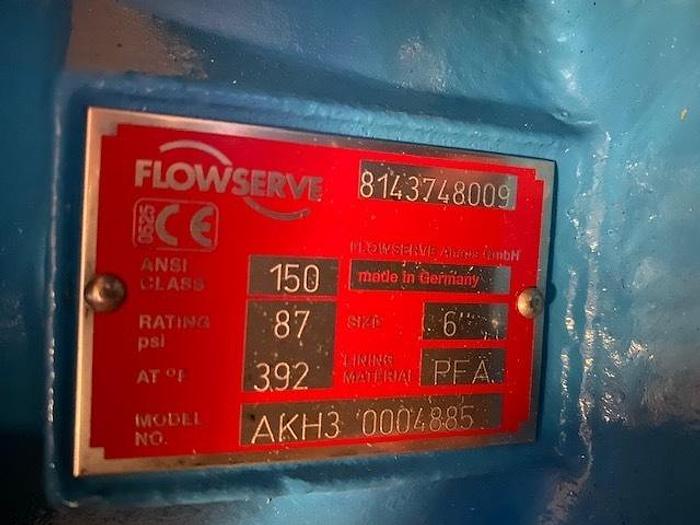 FLOWSERVE 8143748009
0525 CE
FLOWSERVE Ahaus GmbH
made in Germany
ANSI CLASS 150
RATING psi 87 SIZE 6"
AT °F 392 LINING MATERIAL PFA
MODEL NO. AKH3 0004885